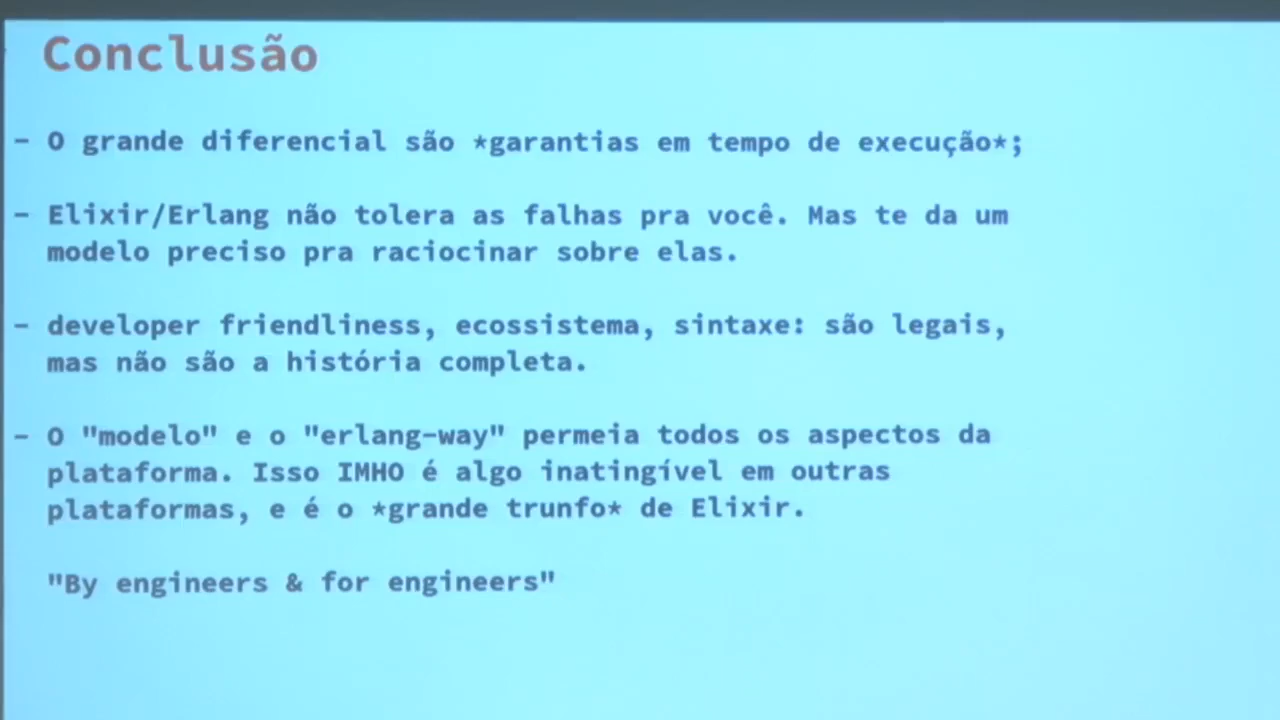 Conclusão
- O grande diferencial são *garantias em tempo de execução*;
- Elixir/Erlang não tolera as falhas pra você. Mas te da um
modelo preciso pra raciocinar sobre elas.
- developer friendliness, ecossistema, sintaxe: são legais,
mas não são a história completa.
- O "modelo" e o "erlang-way" permeia todos os aspectos da
plataforma. Isso IMHO é algo inatingível em outras
plataformas, e é o *grande trunfo* de Elixir.
"By engineers & for engineers"